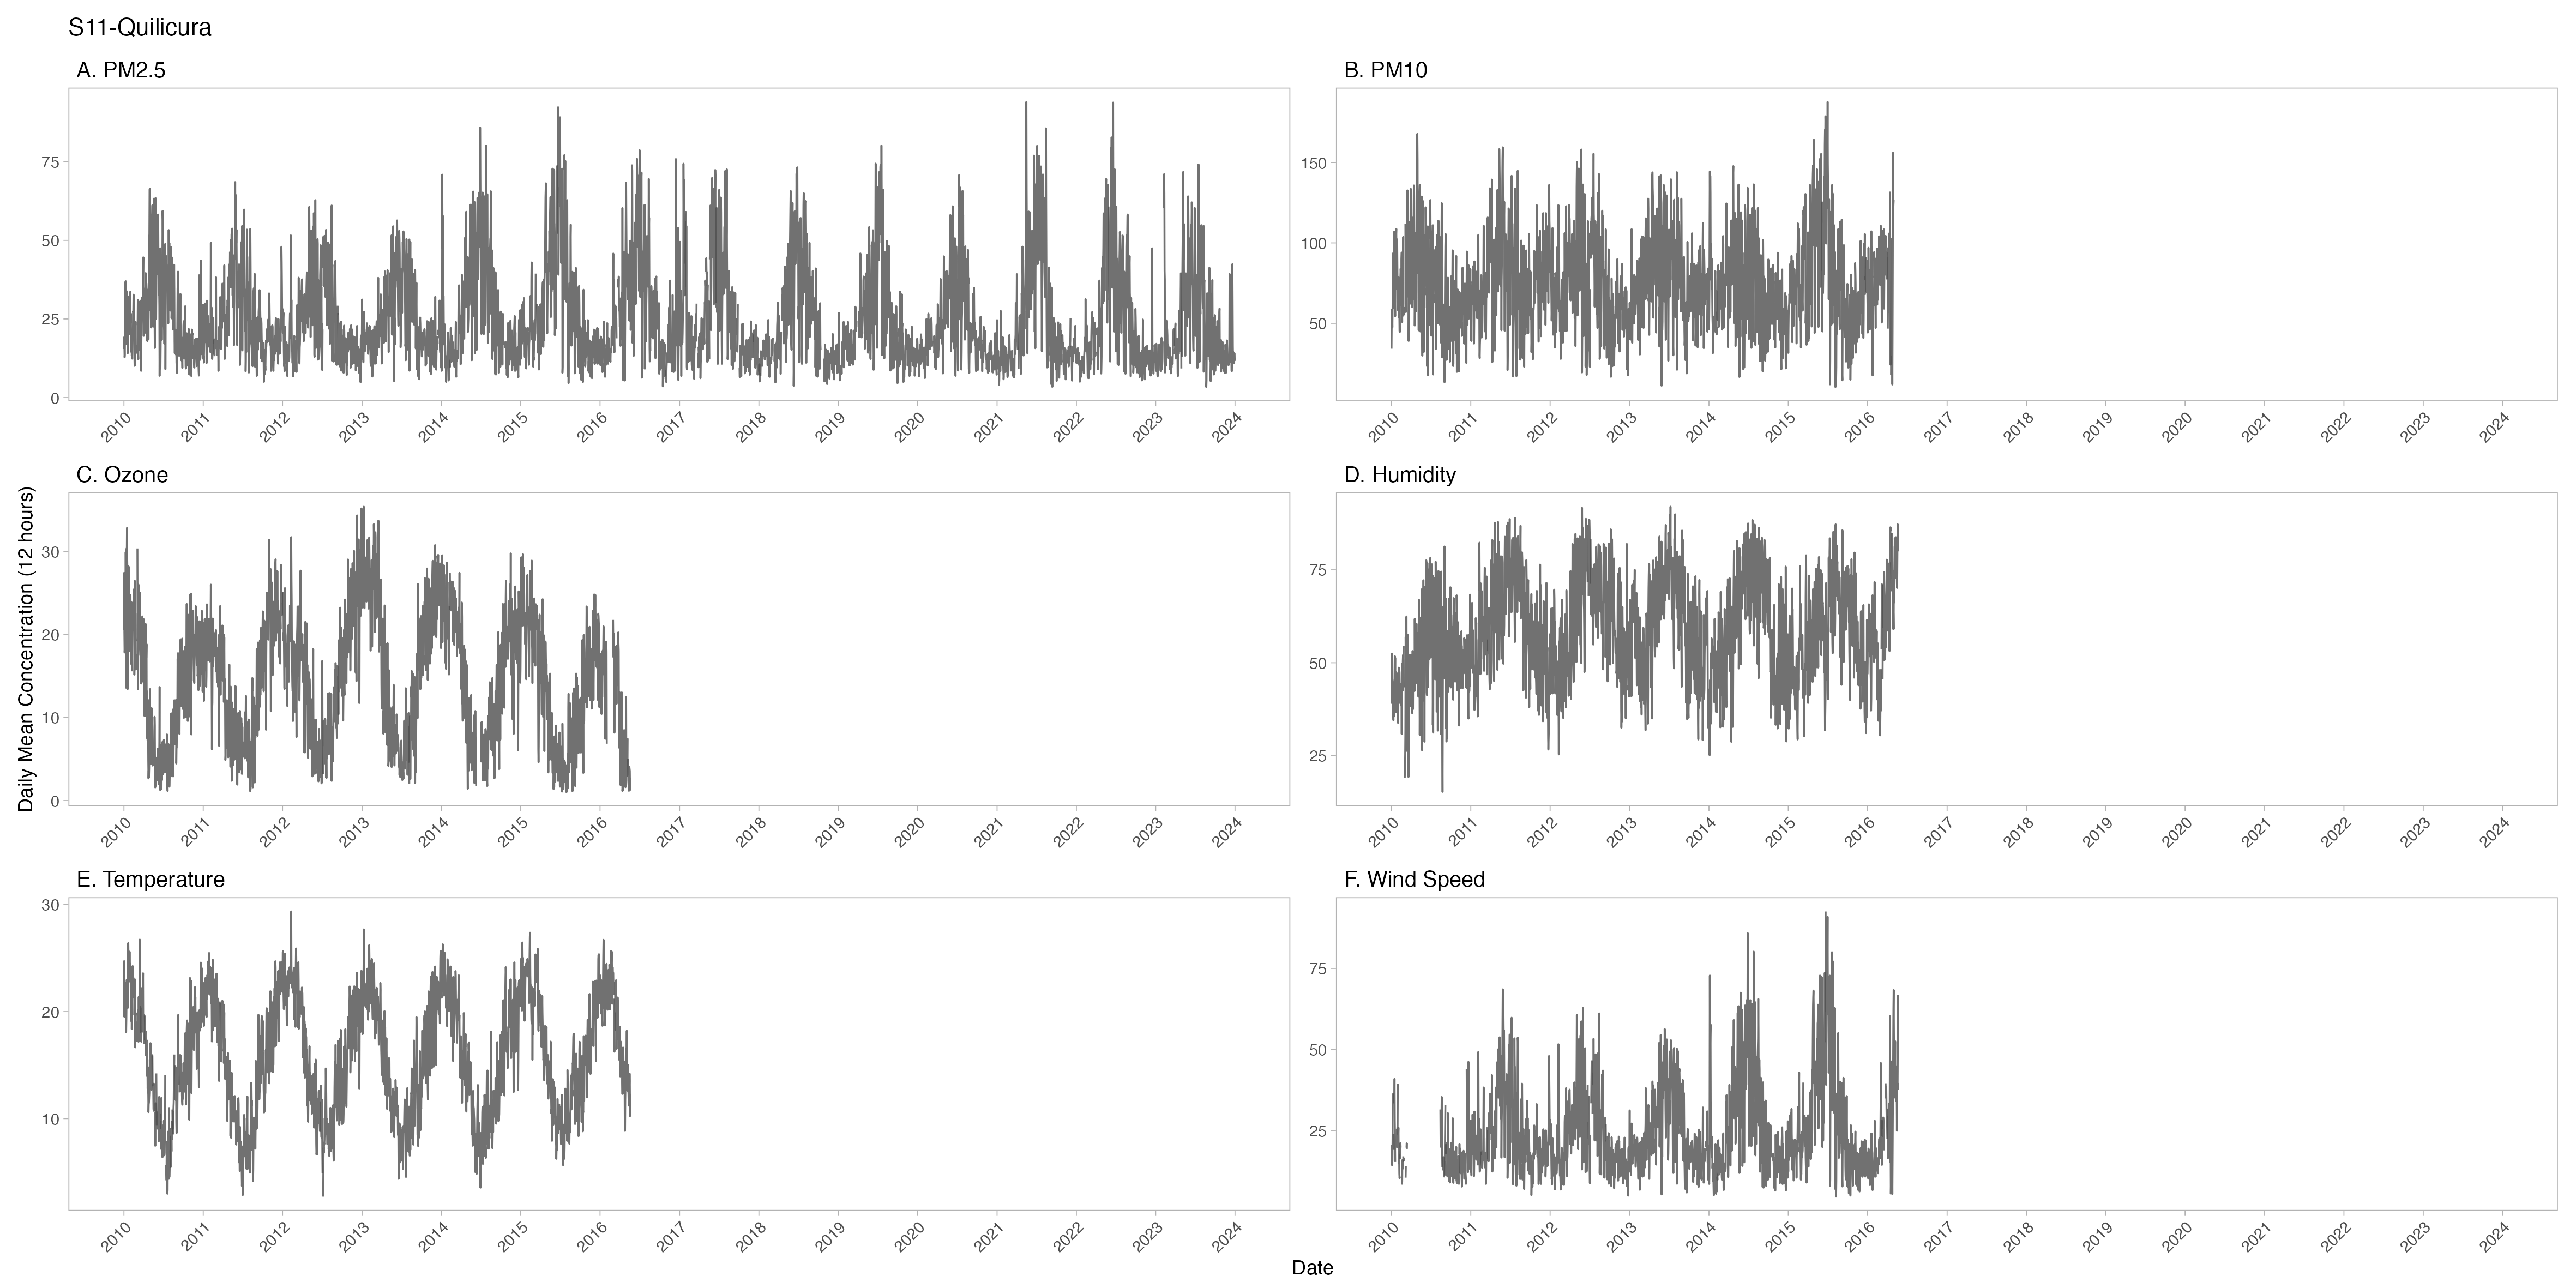 S11-Quilicura
A. PM2.5
75
50
25
0
2010 2011 2012 2013 2014 2015 2016 2017 2018 2019 2020 2021 2022 2023 2024
B. PM10
150
100
50
2010 2011 2012 2013 2014 2015 2016 2017 2018 2019 2020 2021 2022 2023 2024
Daily Mean Concentration (12 hours)
C. Ozone
30
20
10
0
2010 2011 2012 2013 2014 2015 2016 2017 2018 2019 2020 2021 2022 2023 2024
D. Humidity
75
50
25
2010 2011 2012 2013 2014 2015 2016 2017 2018 2019 2020 2021 2022 2023 2024
E. Temperature
30
20
10
2010 2011 2012 2013 2014 2015 2016 2017 2018 2019 2020 2021 2022 2023 2024
F. Wind Speed
75
50
25
2010 2011 2012 2013 2014 2015 2016 2017 2018 2019 2020 2021 2022 2023 2024
Date